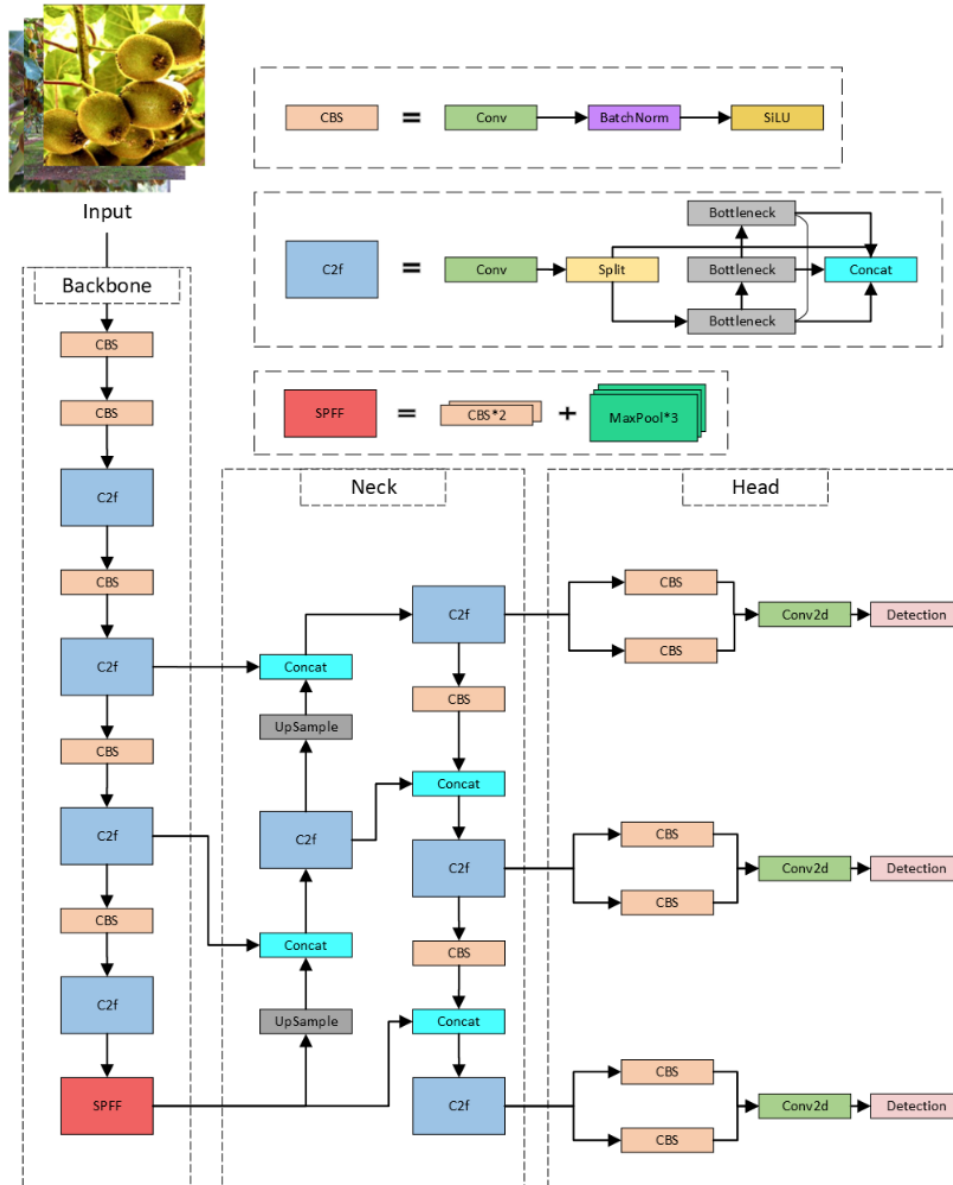 Input
CBS
=
Conv
BatchNorm
SiLU
C2f
=
Conv
Split
Bottleneck
Bottleneck
Bottleneck
Concat
SPFF
=
CBS*2
+
MaxPool*3
Backbone
CBS
CBS
C2f
CBS
C2f
CBS
C2f
CBS
C2f
SPFF
Neck
Concat
UpSample
C2f
Concat
UpSample
C2f
CBS
Concat
C2f
CBS
Concat
C2f
Head
CBS
CBS
Conv2d
Detection
CBS
CBS
Conv2d
Detection
CBS
CBS
Conv2d
Detection